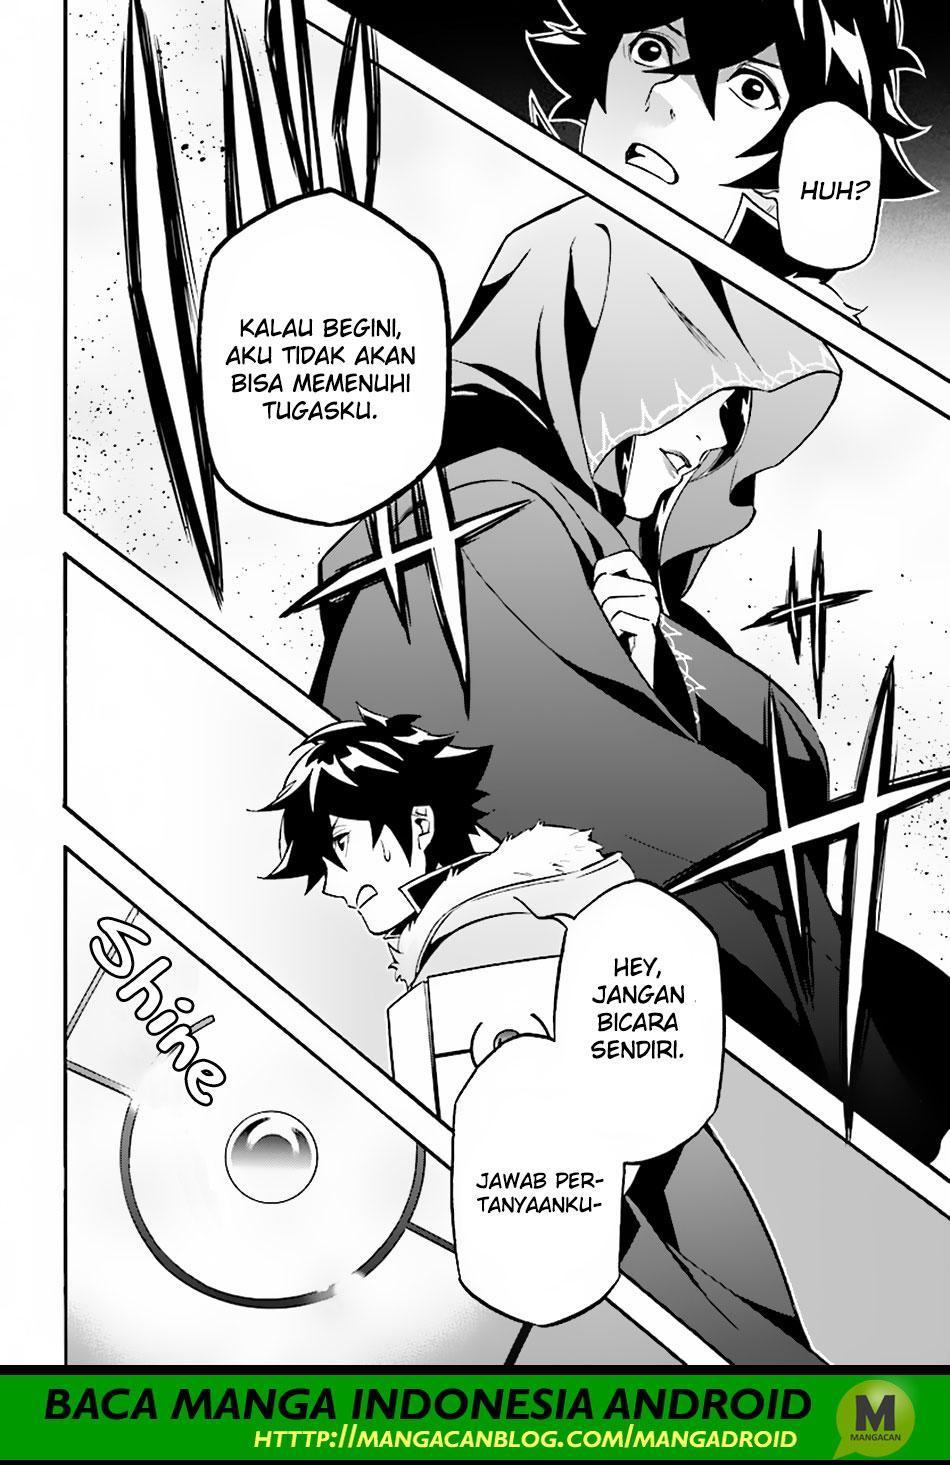 HUH?
KALAU BEGINI,
AKU TIDAK AKAN
BISA MEMENUHI
TUGASKU.
HEY,
JANGAN
BICARA
SENDIRI.
JAWAB PER-
TANYAANKU-
Shine
BACA MANGA INDONESIA ANDROID
HTTTP://MANGACANBLOG.COM/MANGADROID
M
MANGACAN